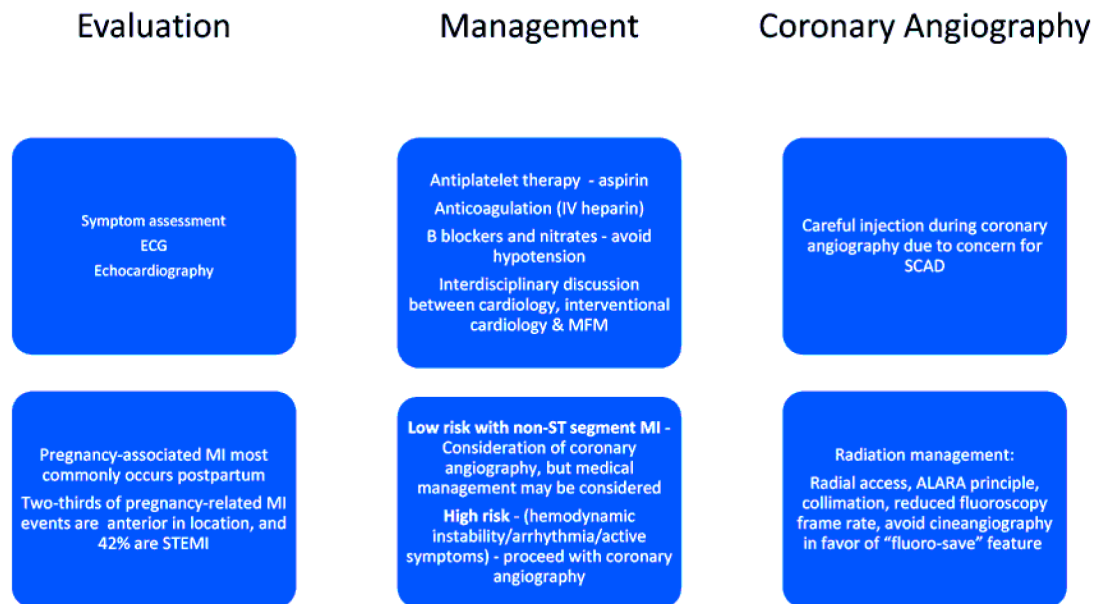 Evaluation
Management
Coronary Angiography
Symptom assessment
ECG
Echocardiography
Antiplatelet therapy - aspirin
Anticoagulation (IV heparin)
B blockers and nitrates - avoid
hypotension
Interdisciplinary discussion
between cardiology, interventional
cardiology & MFM
Careful injection during coronary
angiography due to concern for
SCAD
Pregnancy-associated MI most
commonly occurs postpartum
Two-thirds of pregnancy-related MI
events are anterior in location, and
42% are STEMI
Low risk with non-ST segment MI -
Consideration of coronary
angiography, but medical
management may be considered
High risk - (hemodynamic
instability/arrhythmia/active
symptoms) - proceed with coronary
angiography
Radiation management:
Radial access, ALARA principle,
collimation, reduced fluoroscopy
frame rate, avoid cineangiography
in favor of “fluoro-save” feature